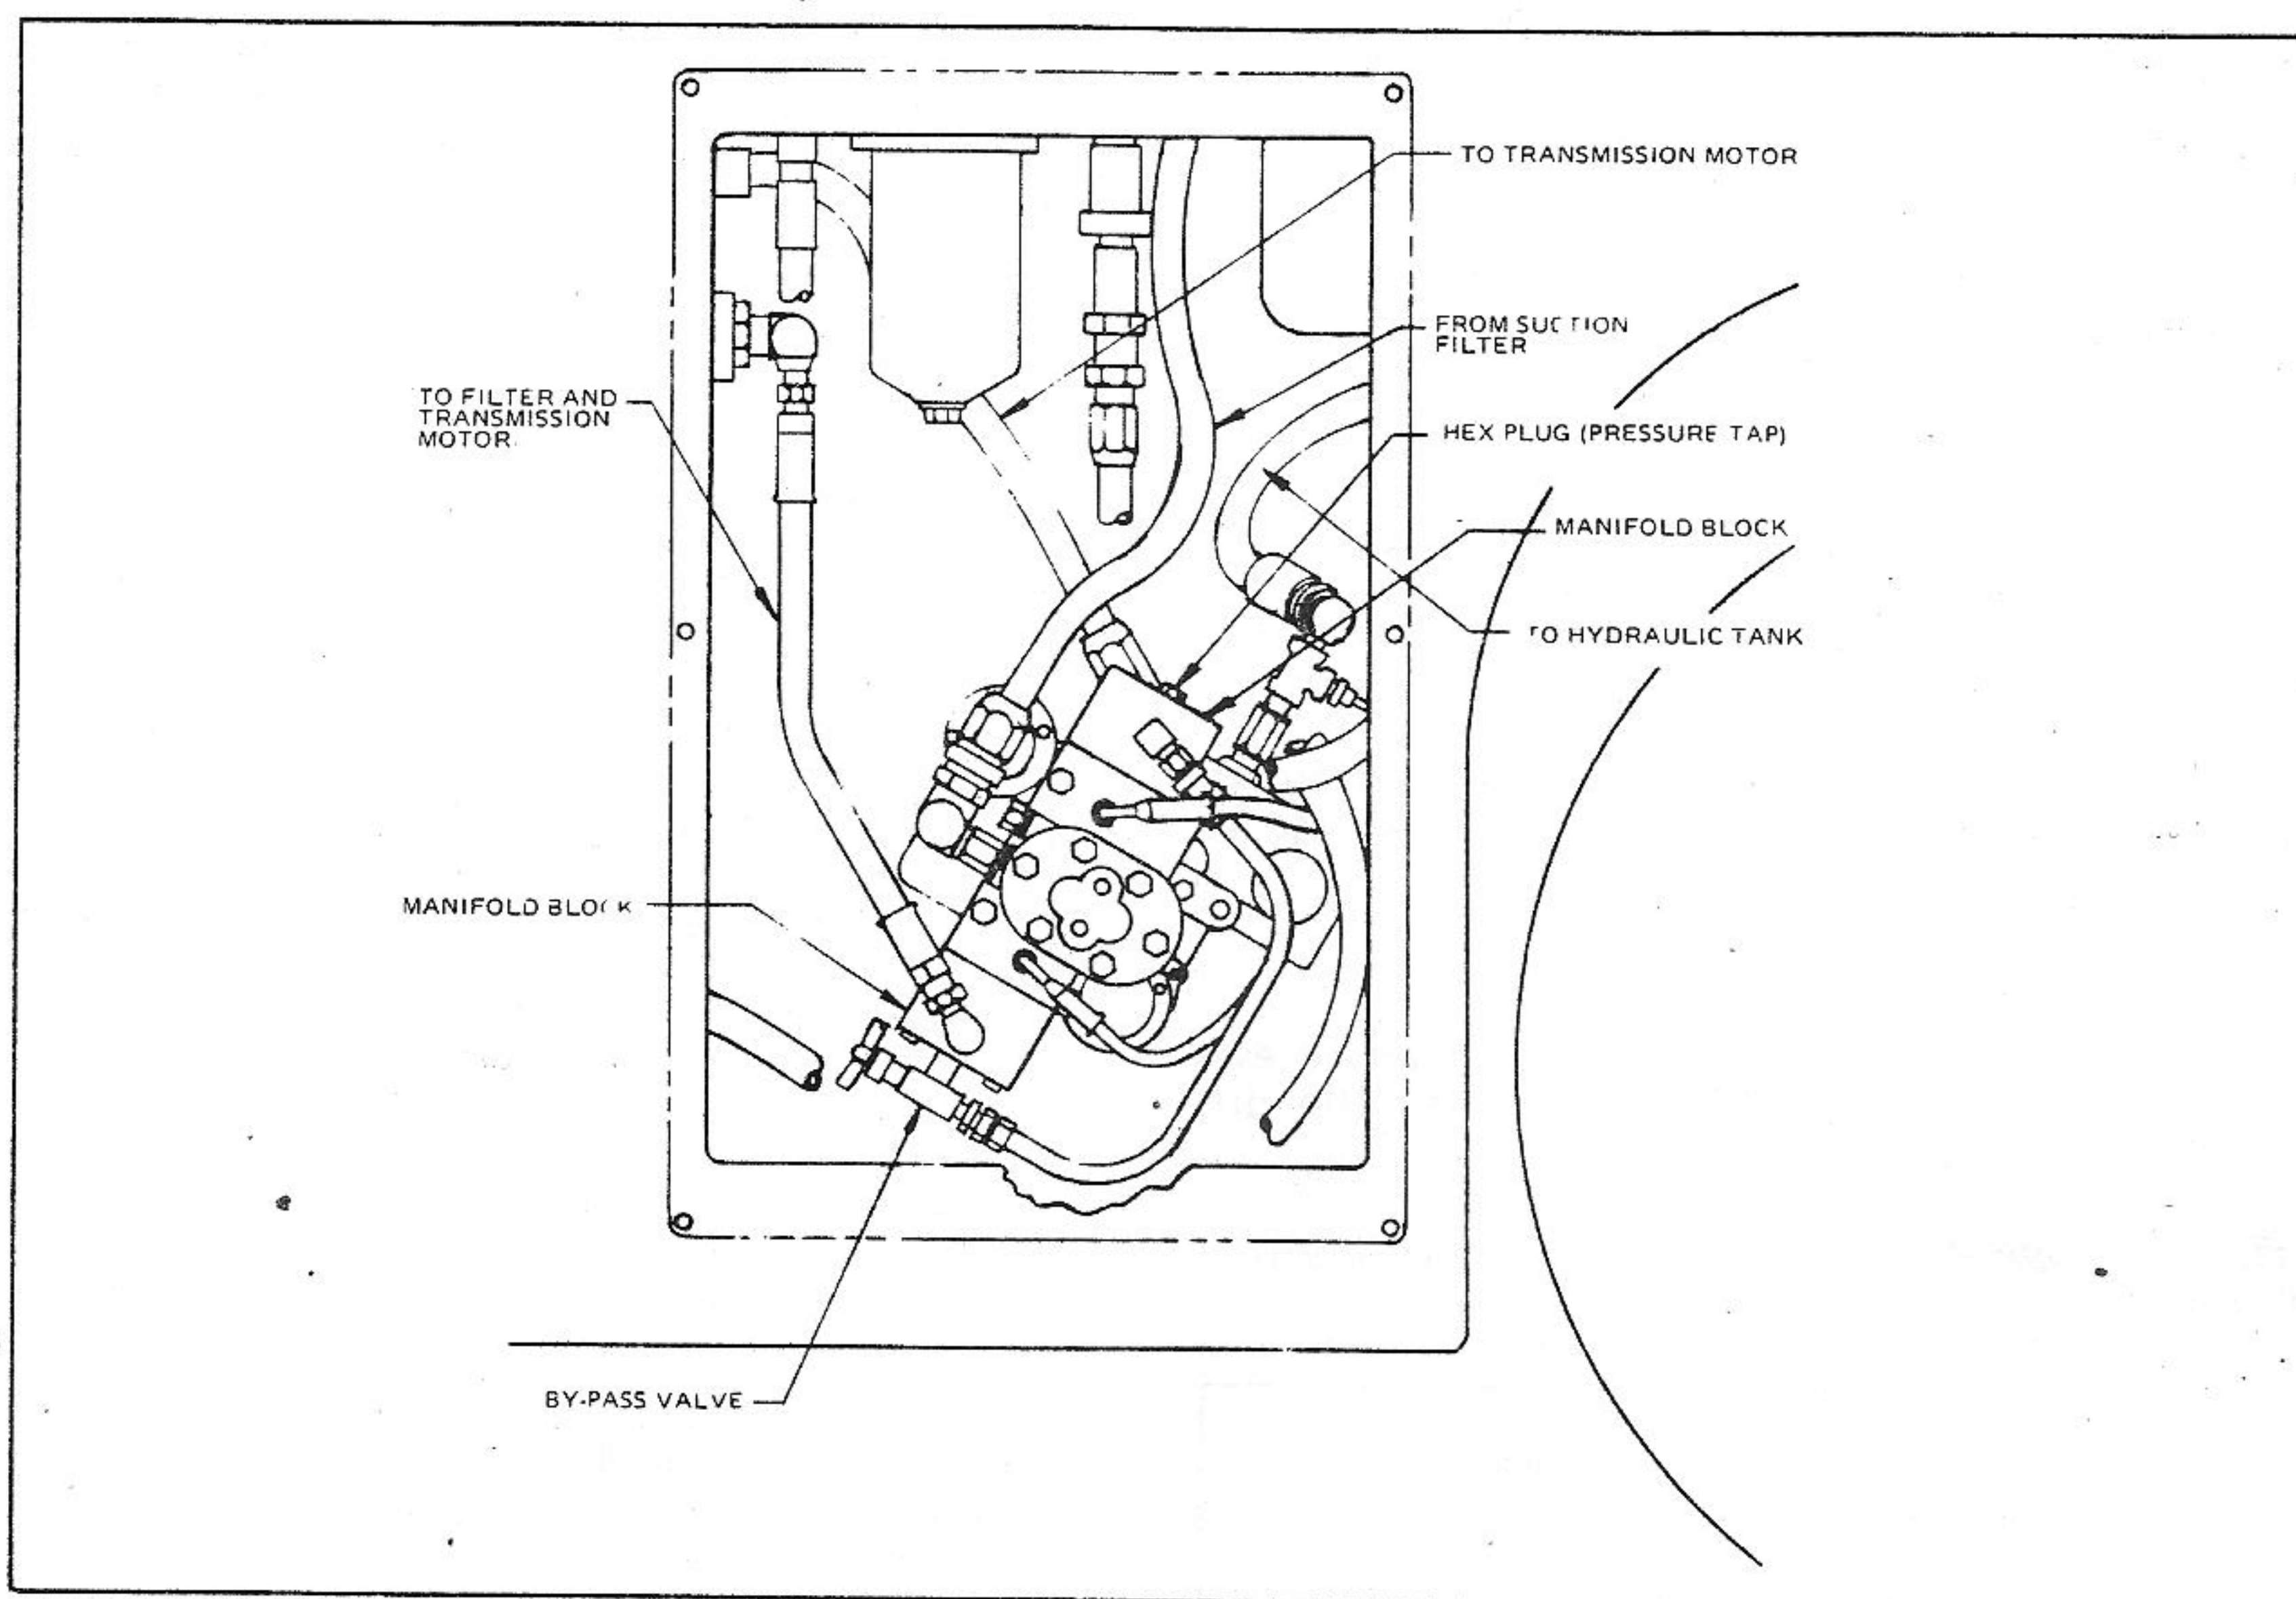 TO TRANSMISSION MOTOR
FROM SUCTION
FILTER
TO FILTER AND
TRANSMISSION
MOTOR
HEX PLUG (PRESSURE TAP)
MANIFOLD BLOCK
TO HYDRAULIC TANK
MANIFOLD BLOCK
BY-PASS VALVE